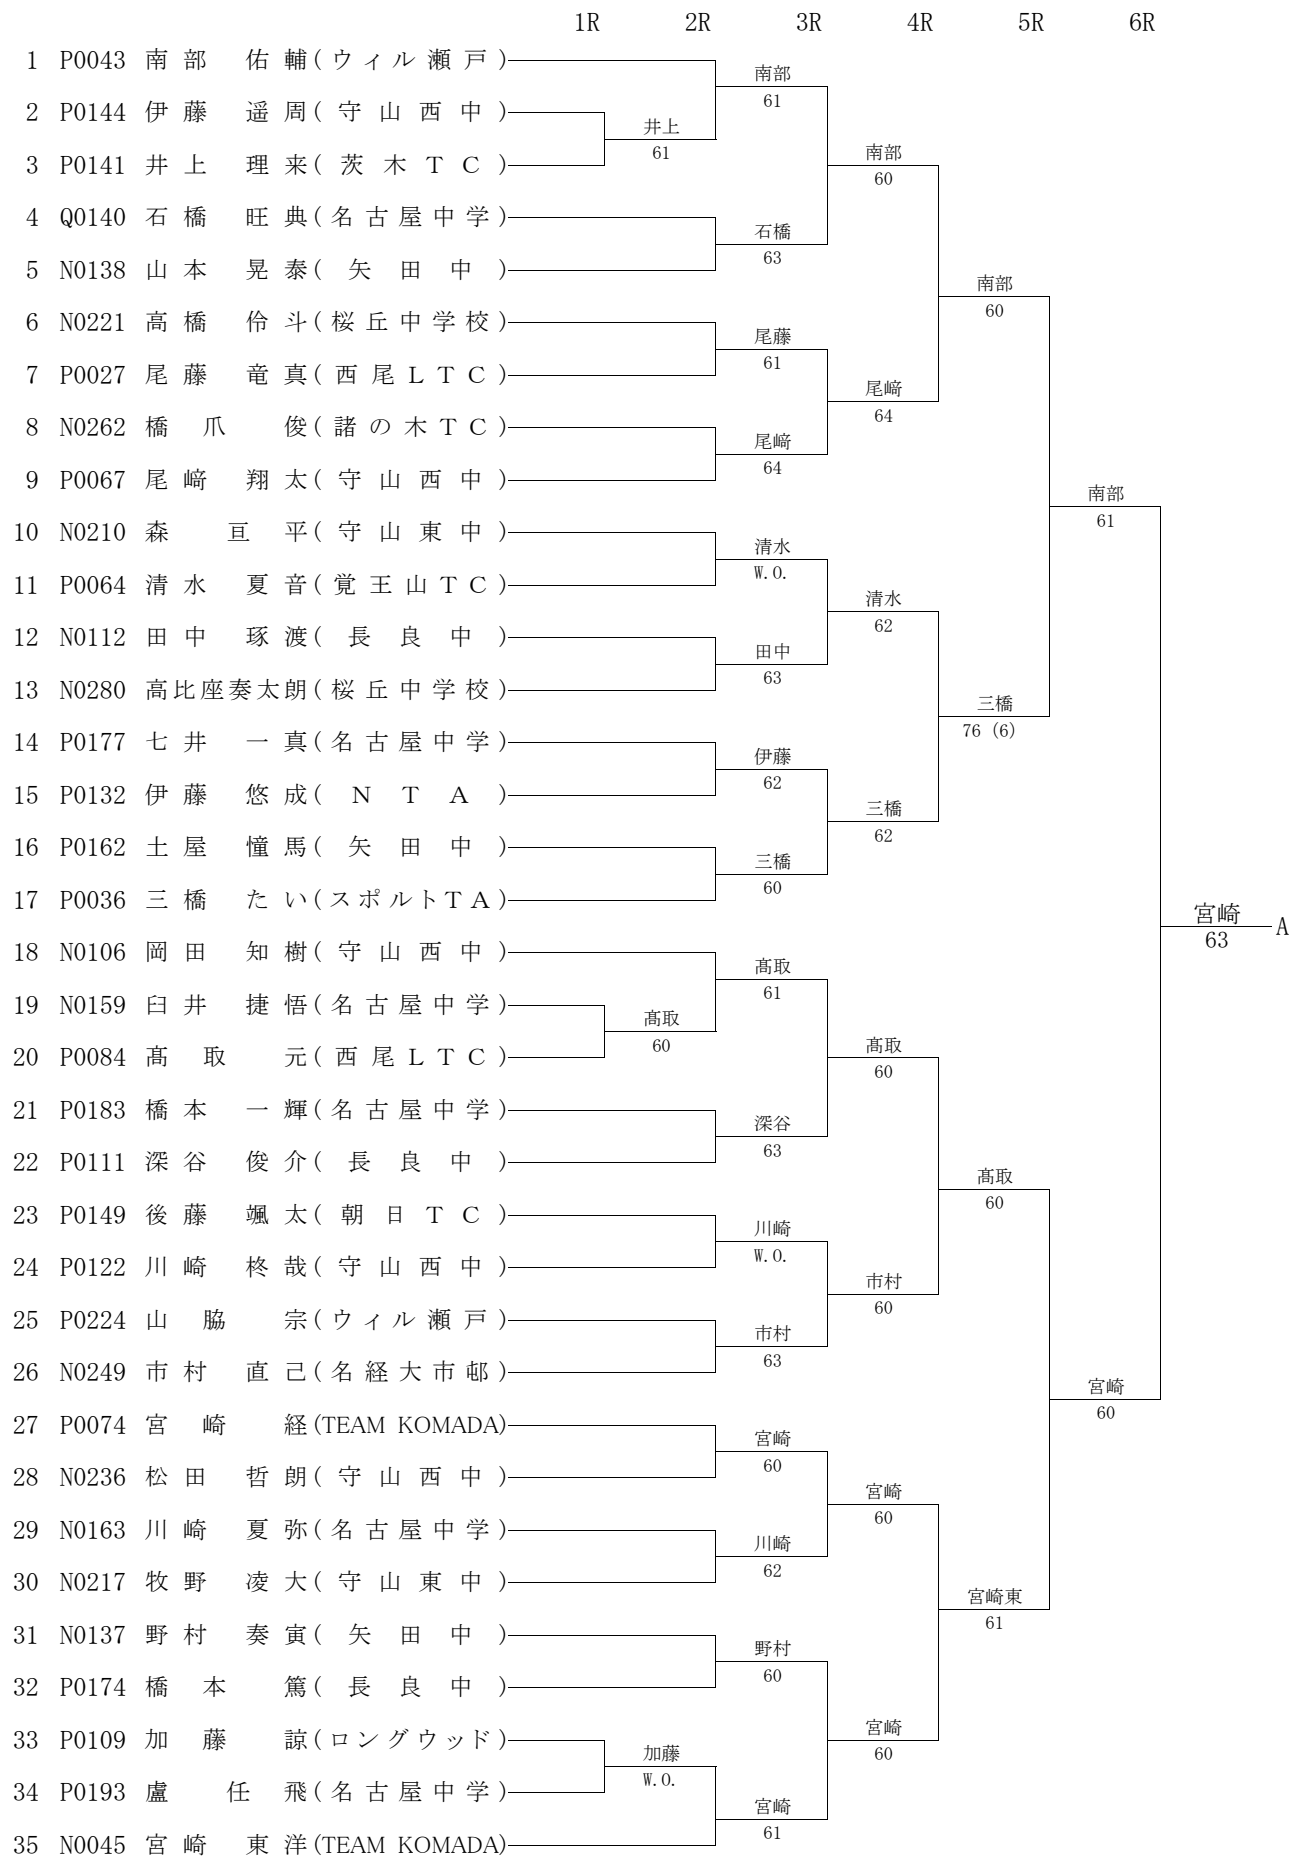 1R 2R 3R 4R 5R 6R
1 P0043 南部 佑輔(ウィル瀬戸)
南部
61
2 P0144 伊藤 遥周(守山西中)
井上
61
南部
60
3 P0141 井上 理来(茨木TC)
4 Q0140 石橋 旺典(名古屋中学)
石橋
63
5 N0138 山本 晃泰(矢田中)
南部
60
6 N0221 高橋 伶斗(桜丘中学校)
尾藤
61
7 P0027 尾藤 竜真(西尾LTC)
尾﨑
64
8 N0262 橋爪 俊(諸の木TC)
尾﨑
64
9 P0067 尾﨑 翔太(守山西中)
南部
61
10 N0210 森 亘平(守山東中)
清水
W.O.
11 P0064 清水 夏音(覚王山TC)
清水
62
12 N0112 田中 琢渡(長良中)
田中
63
13 N0280 高比座奏太朗(桜丘中学校)
三橋
76 (6)
14 P0177 七井 一真(名古屋中学)
伊藤
62
15 P0132 伊藤 悠成(NTA)
三橋
62
16 P0162 土屋 憧馬(矢田中)
三橋
60
17 P0036 三橋 たい(スポルトTA)
宮崎
63
A
18 N0106 岡田 知樹(守山西中)
髙取
61
19 N0159 臼井 捷悟(名古屋中学)
髙取
60
20 P0084 髙取 元(西尾LTC)
髙取
60
21 P0183 橋本 一輝(名古屋中学)
深谷
63
22 P0111 深谷 俊介(長良中)
髙取
60
23 P0149 後藤 颯太(朝日TC)
川崎
W.O.
24 P0122 川崎 柊哉(守山西中)
市村
60
25 P0224 山脇 宗(ウィル瀬戸)
市村
63
26 N0249 市村 直己(名経大市邨)
宮崎
60
27 P0074 宮崎 経(TEAM KOMADA)
宮崎
60
28 N0236 松田 哲朗(守山西中)
宮崎
60
29 N0163 川崎 夏弥(名古屋中学)
川崎
62
30 N0217 牧野 凌大(守山東中)
宮崎東
61
31 N0137 野村 奏寅(矢田中)
野村
60
32 P0174 橋本 篤(長良中)
宮崎
60
33 P0109 加藤 諒(ロングウッド)
加藤
W.O.
34 P0193 盧 任飛(名古屋中学)
宮崎
61
35 N0045 宮崎 東洋(TEAM KOMADA)